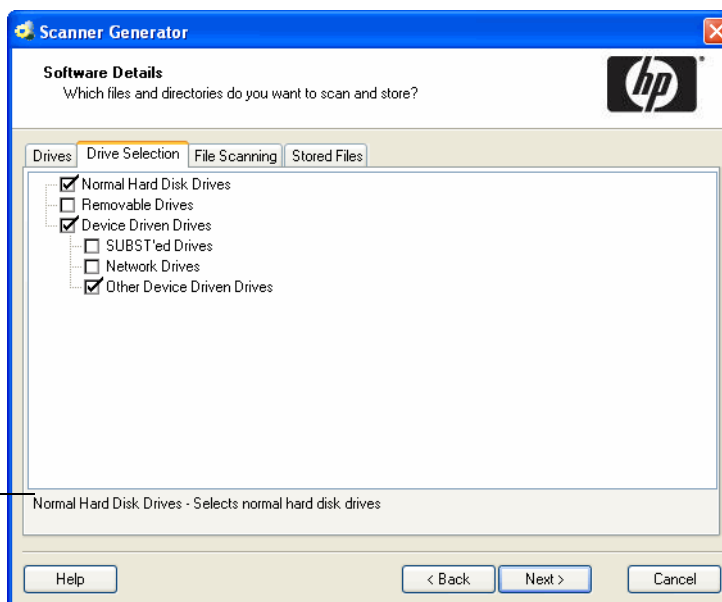 Scanner Generator
Software Details
Which files and directories do you want to scan and store?
hp
Drives Drive Selection File Scanning Stored Files
Normal Hard Disk Drives
Removable Drives
Device Driven Drives
SUBST'ed Drives
Network Drives
Other Device Driven Drives
Normal Hard Disk Drives - Selects normal hard disk drives
Help < Back Next > Cancel